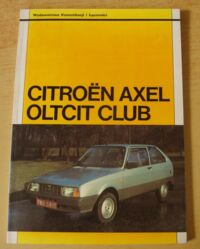 Wydawnictwa Komunikacji i Łączności
CITROËN AXEL
OLTCIT CLUB